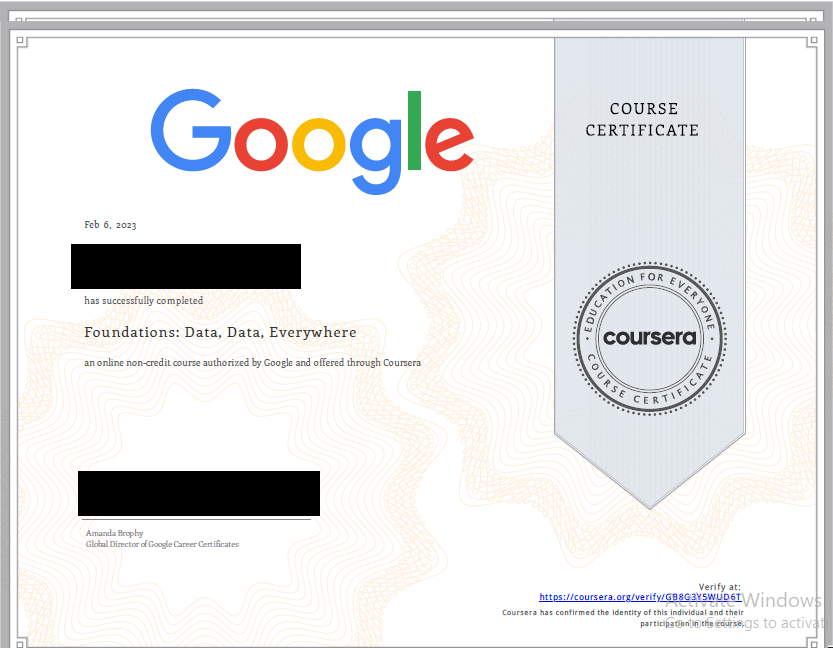 Google
COURSE
CERTIFICATE
Feb 6, 2023
has successfully completed
Foundations: Data, Data, Everywhere
an online non-credit course authorized by Google and offered through Coursera
EDUCATION FOR EVERYONE
coursera
COURSE CERTIFICATE
Amanda Brophy
Global Director of Google Career Certificates
Verify at:
https://coursera.org/verify/
Coursera has confirmed the identity of this individual and their
participation in the course.
Activate Windows
Go to Settings to activat